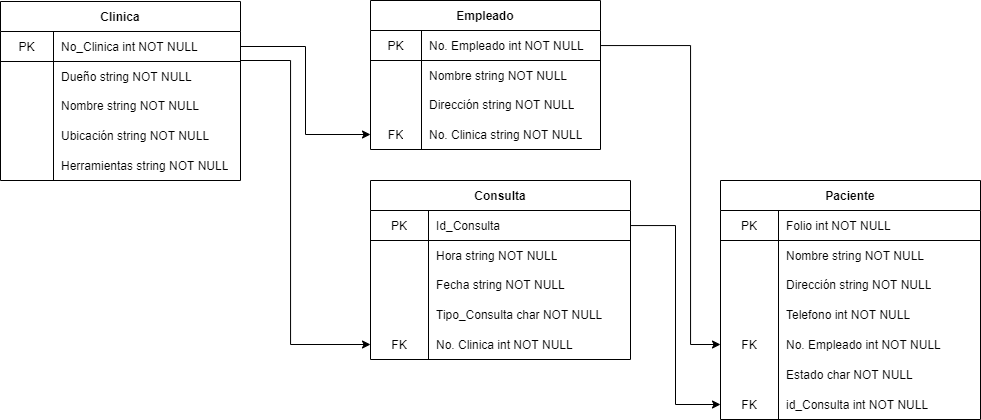 Clinica
PK No_Clinica int NOT NULL
Dueño string NOT NULL
Nombre string NOT NULL
Ubicación string NOT NULL
Herramientas string NOT NULL
Empleado
PK No. Empleado int NOT NULL
Nombre string NOT NULL
Dirección string NOT NULL
FK No. Clinica string NOT NULL
Consulta
PK Id_Consulta
Hora string NOT NULL
Fecha string NOT NULL
Tipo_Consulta char NOT NULL
FK No. Clinica int NOT NULL
Paciente
PK Folio int NOT NULL
Nombre string NOT NULL
Dirección string NOT NULL
Telefono int NOT NULL
FK No. Empleado int NOT NULL
Estado char NOT NULL
FK id_Consulta int NOT NULL